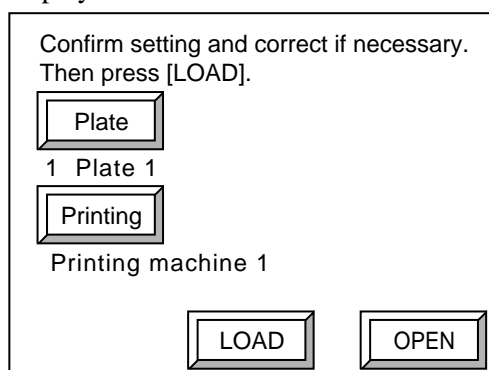 Confirm setting and correct if necessary.
Then press [LOAD].
Plate
1 Plate 1
Printing
Printing machine 1
LOAD OPEN